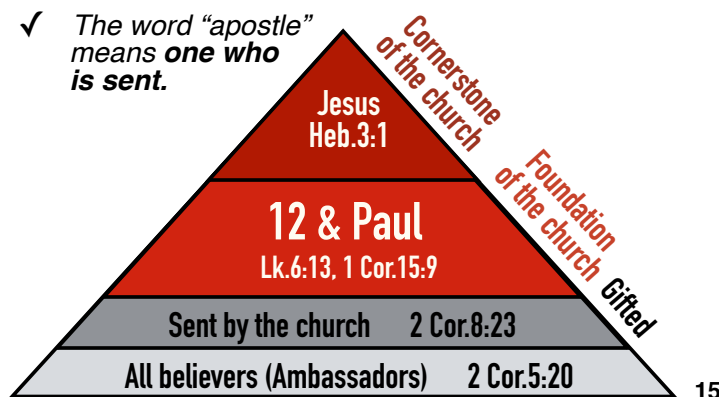 ✓ The word “apostle”
means one who
is sent.
Cornerstone
of the church
Jesus
Heb.3:1
Foundation
of the church
12 & Paul
Lk.6:13, 1 Cor.15:9
Gifted
Sent by the church 2 Cor.8:23
All believers (Ambassadors) 2 Cor.5:20
15